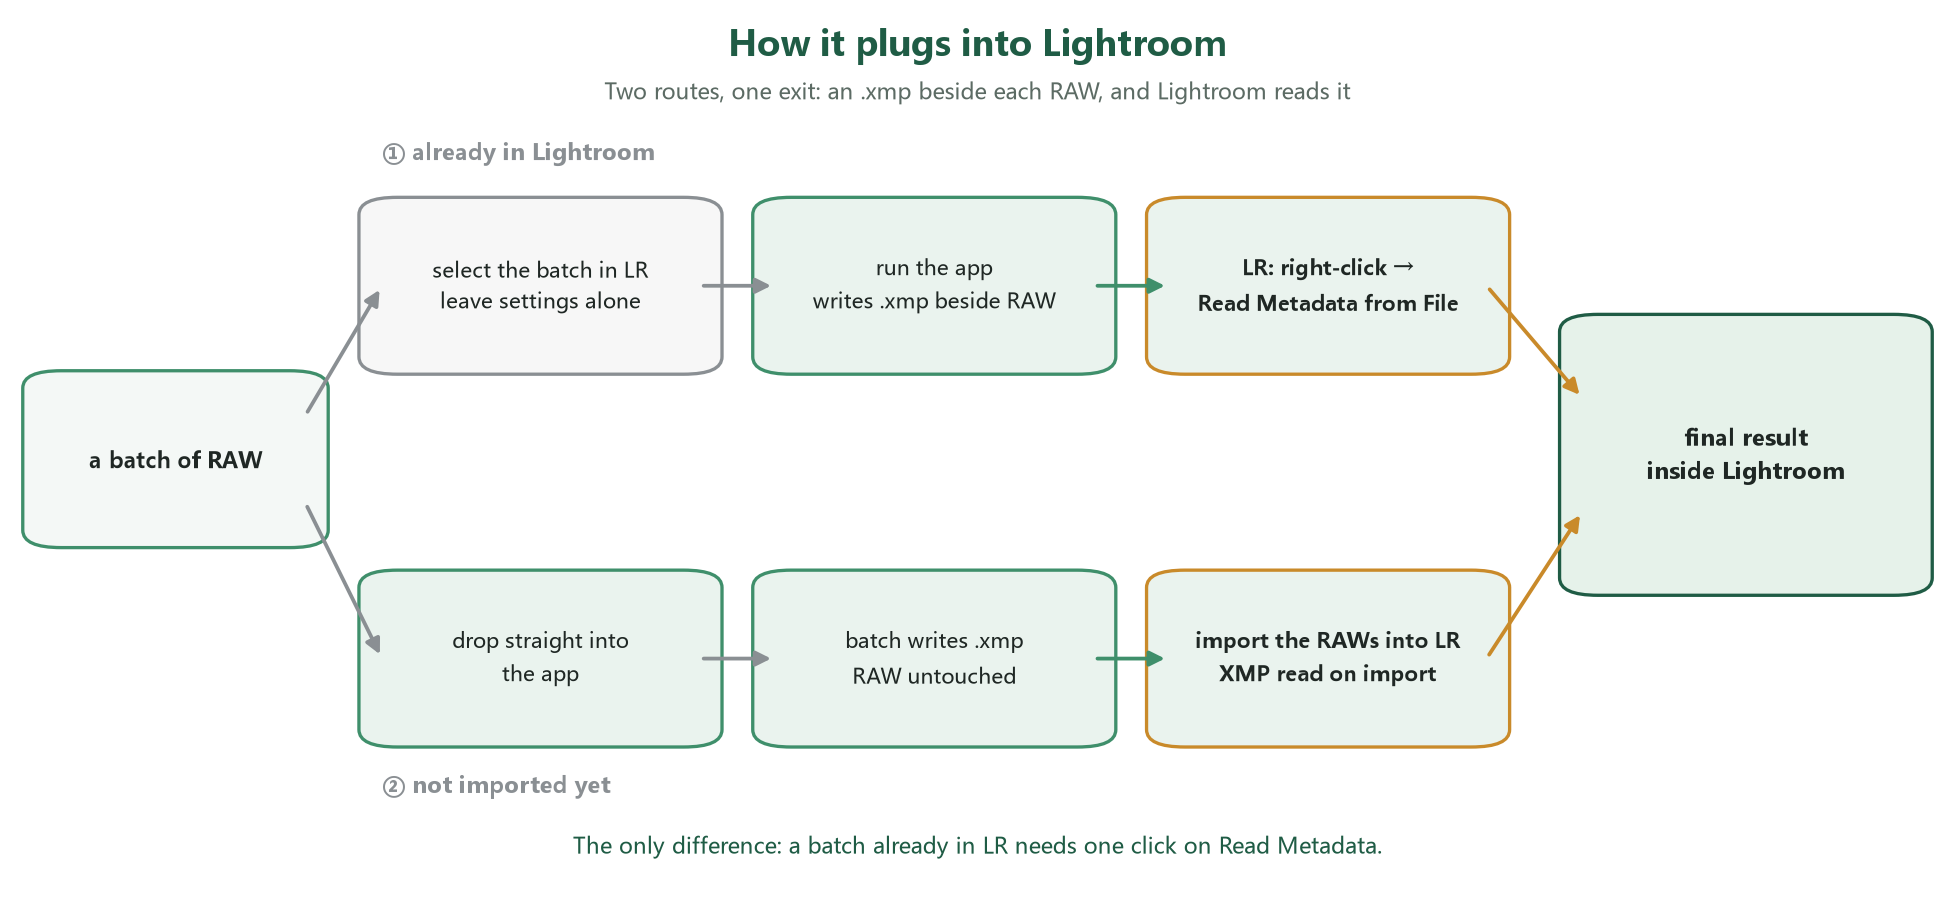 How it plugs into Lightroom
Two routes, one exit: an .xmp beside each RAW, and Lightroom reads it
① already in Lightroom
select the batch in LR
leave settings alone
run the app
writes .xmp beside RAW
LR: right-click →
Read Metadata from File
a batch of RAW
final result
inside Lightroom
drop straight into
the app
batch writes .xmp
RAW untouched
import the RAWs into LR
XMP read on import
② not imported yet
The only difference: a batch already in LR needs one click on Read Metadata.